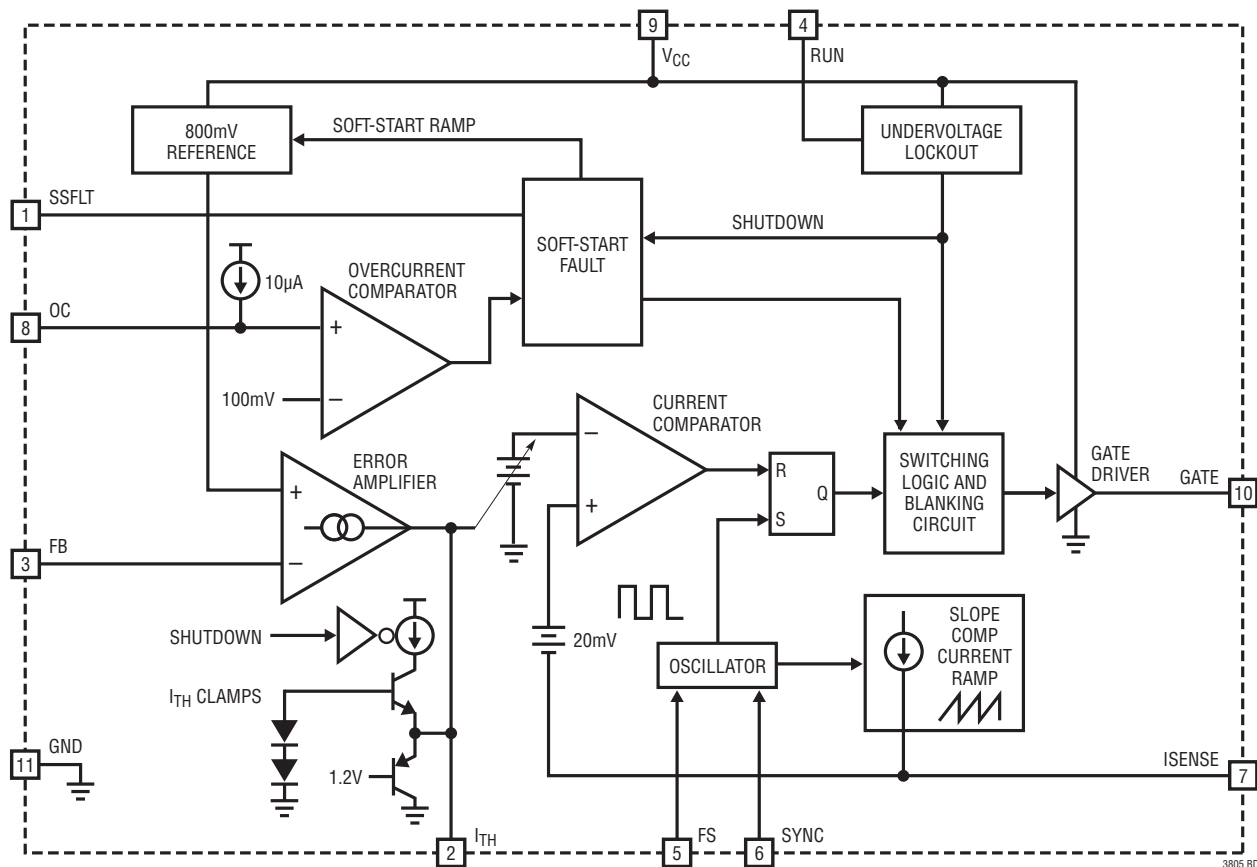 9
VCC
4
RUN
800mV
REFERENCE
SOFT-START RAMP
UNDERVOLTAGE
LOCKOUT
1
SSFLT
SOFT-START
FAULT
SHUTDOWN
10µA
OVERCURRENT
COMPARATOR
8
OC
+
100mV
–
CURRENT
COMPARATOR
ERROR
AMPLIFIER
+
–
–
+
R
Q
S
SWITCHING
LOGIC AND
BLANKING
CIRCUIT
GATE
DRIVER
GATE
10
3
FB
SHUTDOWN
20mV
OSCILLATOR
SLOPE
COMP
CURRENT
RAMP
ITH CLAMPS
11
GND
1.2V
ISENSE
7
2
ITH
5
FS
6
SYNC
3805 BD